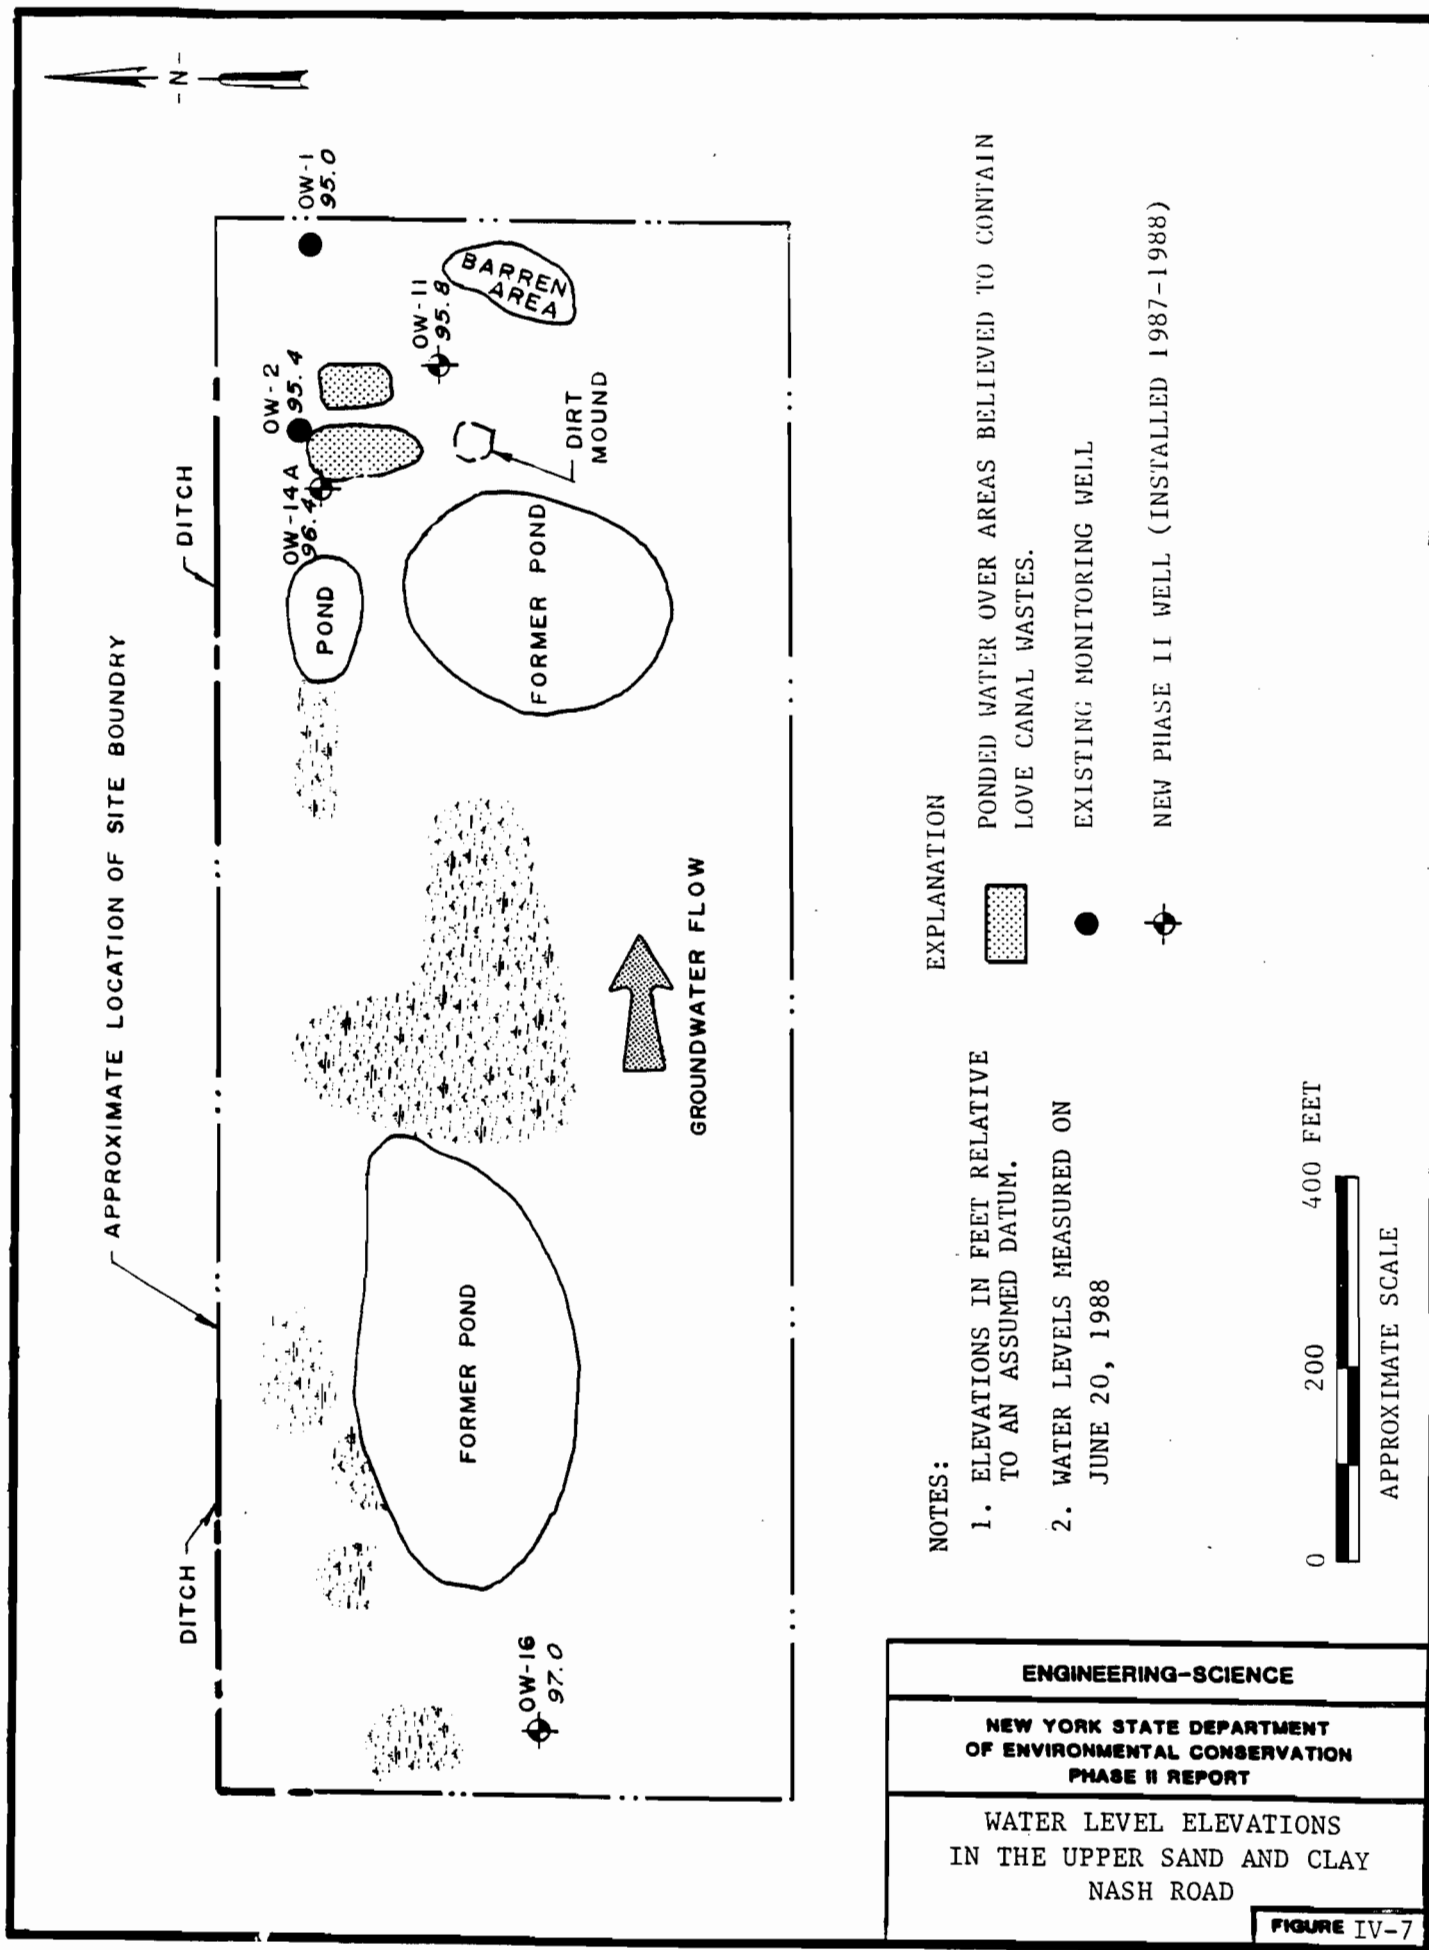 -N-
APPROXIMATE LOCATION OF SITE BOUNDRY
DITCH
DITCH
OW-1
95.0
OW-2
95.4
OW-14A
96.4
OW-11
95.8
BARREN
AREA
DIRT
MOUND
POND
FORMER POND
FORMER POND
OW-16
97.0
GROUNDWATER FLOW
EXPLANATION
PONDED WATER OVER AREAS BELIEVED TO CONTAIN
LOVE CANAL WASTES.
EXISTING MONITORING WELL
NEW PHASE II WELL (INSTALLED 1987-1988)
NOTES:
1. ELEVATIONS IN FEET RELATIVE
TO AN ASSUMED DATUM.
2. WATER LEVELS MEASURED ON
JUNE 20, 1988
0 200 400 FEET
APPROXIMATE SCALE
ENGINEERING-SCIENCE
NEW YORK STATE DEPARTMENT
OF ENVIRONMENTAL CONSERVATION
PHASE II REPORT
WATER LEVEL ELEVATIONS
IN THE UPPER SAND AND CLAY
NASH ROAD
FIGURE IV-7